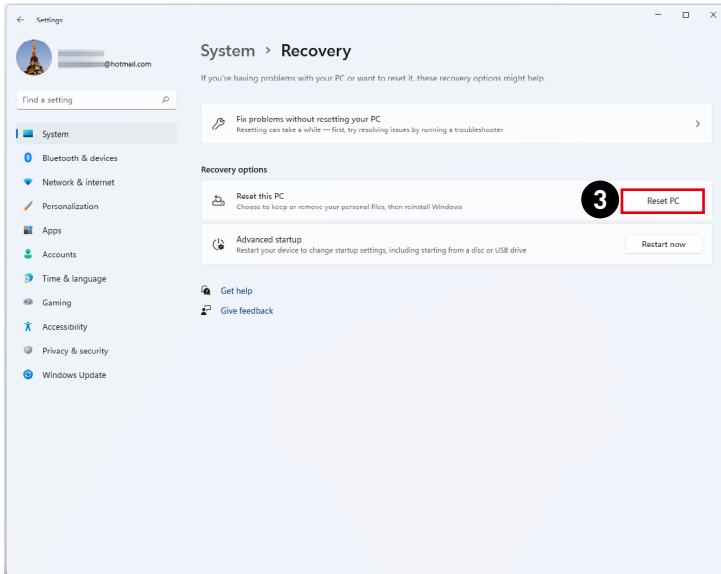 Settings
System > Recovery
@hotmail.com
If you're having problems with your PC or want to reset it, these recovery options might help.
Find a setting
Fix problems without resetting your PC
Resetting can take a while — first, try resolving issues by running a troubleshooter
System
Bluetooth & devices
Network & internet
Personalization
Apps
Accounts
Time & language
Gaming
Accessibility
Privacy & security
Windows Update
Recovery options
Reset this PC
Choose to keep or remove your personal files, then reinstall Windows
3
Reset PC
Advanced startup
Restart your device to change startup settings, including starting from a disc or USB drive
Restart now
Get help
Give feedback